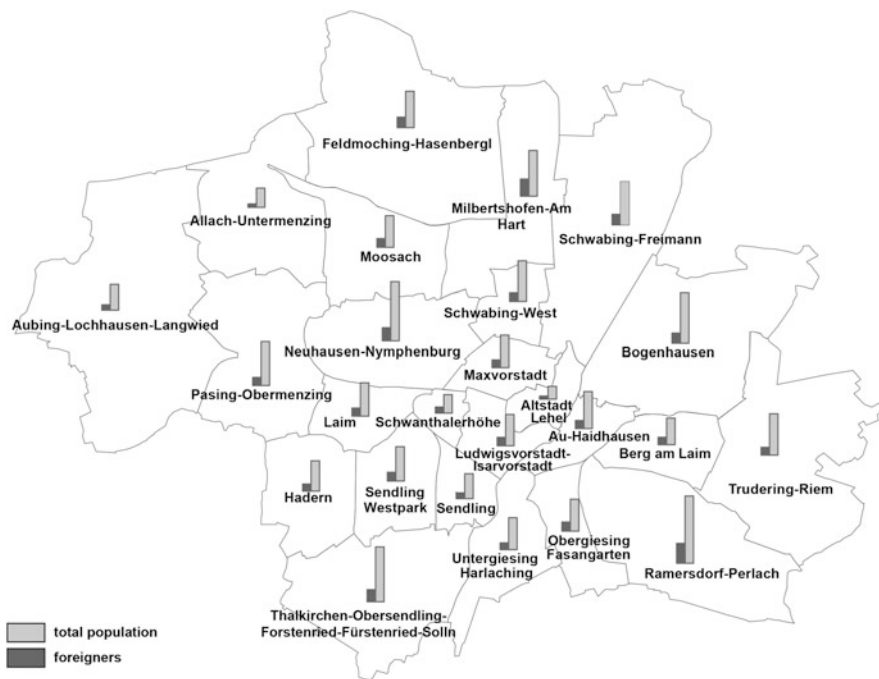 Feldmoching-Hasenbergl
Allach-Untermenzing
Milbertshofen-Am
Hart
Schwabing-Freimann
Moosach
Aubing-Lochhausen-Langwied
Schwabing-West
Neuhausen-Nymphenburg
Bogenhausen
Maxvorstadt
Pasing-Obermenzing
Altstadt
Lehel
Laim
Schwanthalerhöhe
Au-Haidhausen
Ludwigsvorstadt-
Isarvorstadt
Berg am Laim
Trudering-Riem
Hadern
Sendling
Westpark
Sendling
Obergiesing
Fasangarten
Untergiesing
Harlaching
Ramersdorf-Perlach
Thalkirchen-Obersendling-
Forstenried-Fürstenried-Solln
total population
foreigners